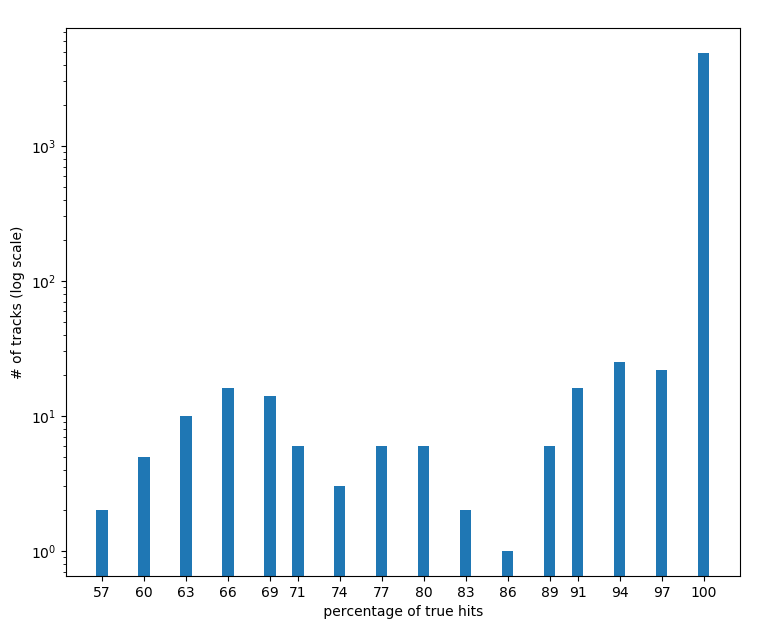 10³
10²
10¹
10⁰
# of tracks (log scale)
57 60 63 66 69 71 74 77 80 83 86 89 91 94 97 100
percentage of true hits